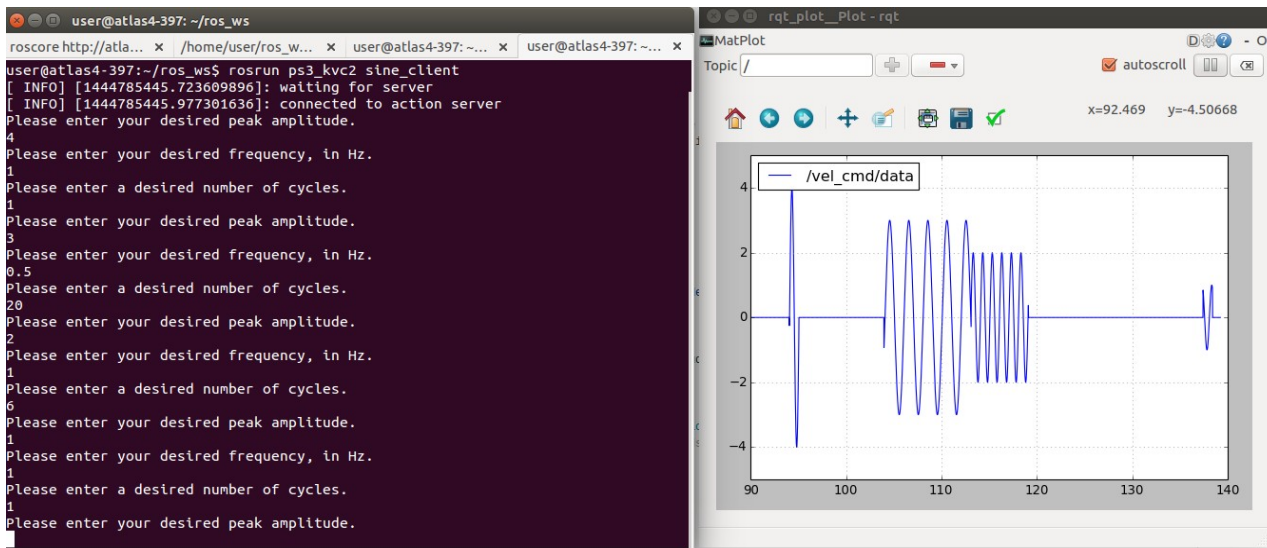 user@atlas4-397: ~/ros_ws
roscore http://atla... × /home/user/ros_w... × user@atlas4-397: ~... × user@atlas4-397: ~... ×
user@atlas4-397:~/ros_ws$ rosrun ps3_kvc2 sine_client
[ INFO] [1444785445.723609896]: waiting for server
[ INFO] [1444785445.977301636]: connected to action server
Please enter your desired peak amplitude.
4
Please enter your desired frequency, in Hz.
1
Please enter a desired number of cycles.
1
Please enter your desired peak amplitude.
3
Please enter your desired frequency, in Hz.
0.5
Please enter a desired number of cycles.
20
Please enter your desired peak amplitude.
2
Please enter your desired frequency, in Hz.
1
Please enter a desired number of cycles.
6
Please enter your desired peak amplitude.
1
Please enter your desired frequency, in Hz.
1
Please enter a desired number of cycles.
1
Please enter your desired peak amplitude.
rqt_plot__Plot - rqt
MatPlot
D ? - O
Topic / autoscroll
x=92.469 y=-4.50668
/vel_cmd/data
4
2
0
−2
−4
90 100 110 120 130 140